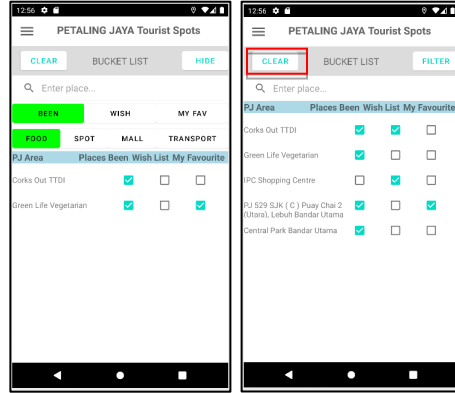 12:56
PETALING JAYA Tourist Spots
CLEAR BUCKET LIST HIDE
Enter place...
BEEN WISH MY FAV
FOOD SPOT MALL TRANSPORT
PJ Area Places Been Wish List My Favourite
Corks Out TTDI
Green Life Vegetarian
12:56
PETALING JAYA Tourist Spots
CLEAR BUCKET LIST FILTER
Enter place...
PJ Area Places Been Wish List My Favourite
Corks Out TTDI
Green Life Vegetarian
IPC Shopping Centre
PJ 529 SJK ( C ) Puay Chai 2
(Utara), Lebuh Bandar Utama
Central Park Bandar Utama